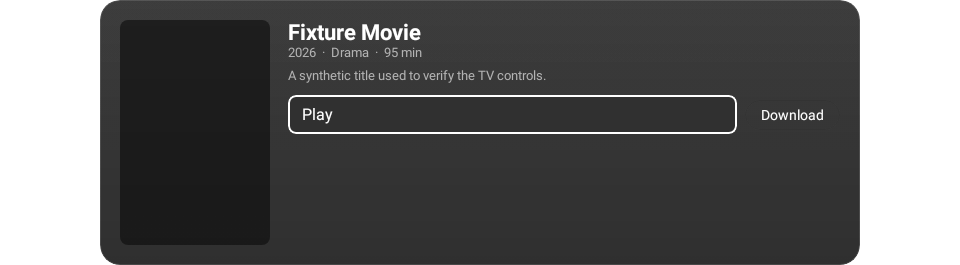 Fixture Movie
2026 · Drama · 95 min
A synthetic title used to verify the TV controls.
Play
Download